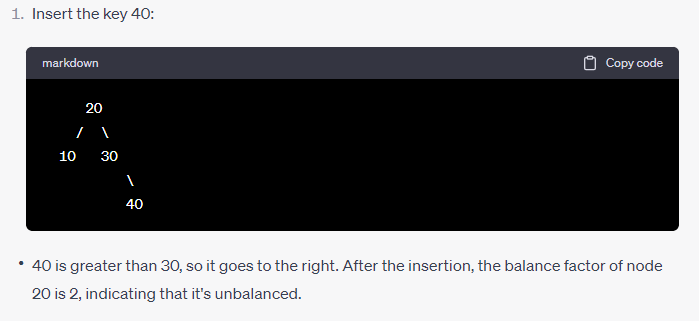 1. Insert the key 40:
markdown Copy code
20
/ \
10 30
\
40
• 40 is greater than 30, so it goes to the right. After the insertion, the balance factor of node
20 is 2, indicating that it's unbalanced.